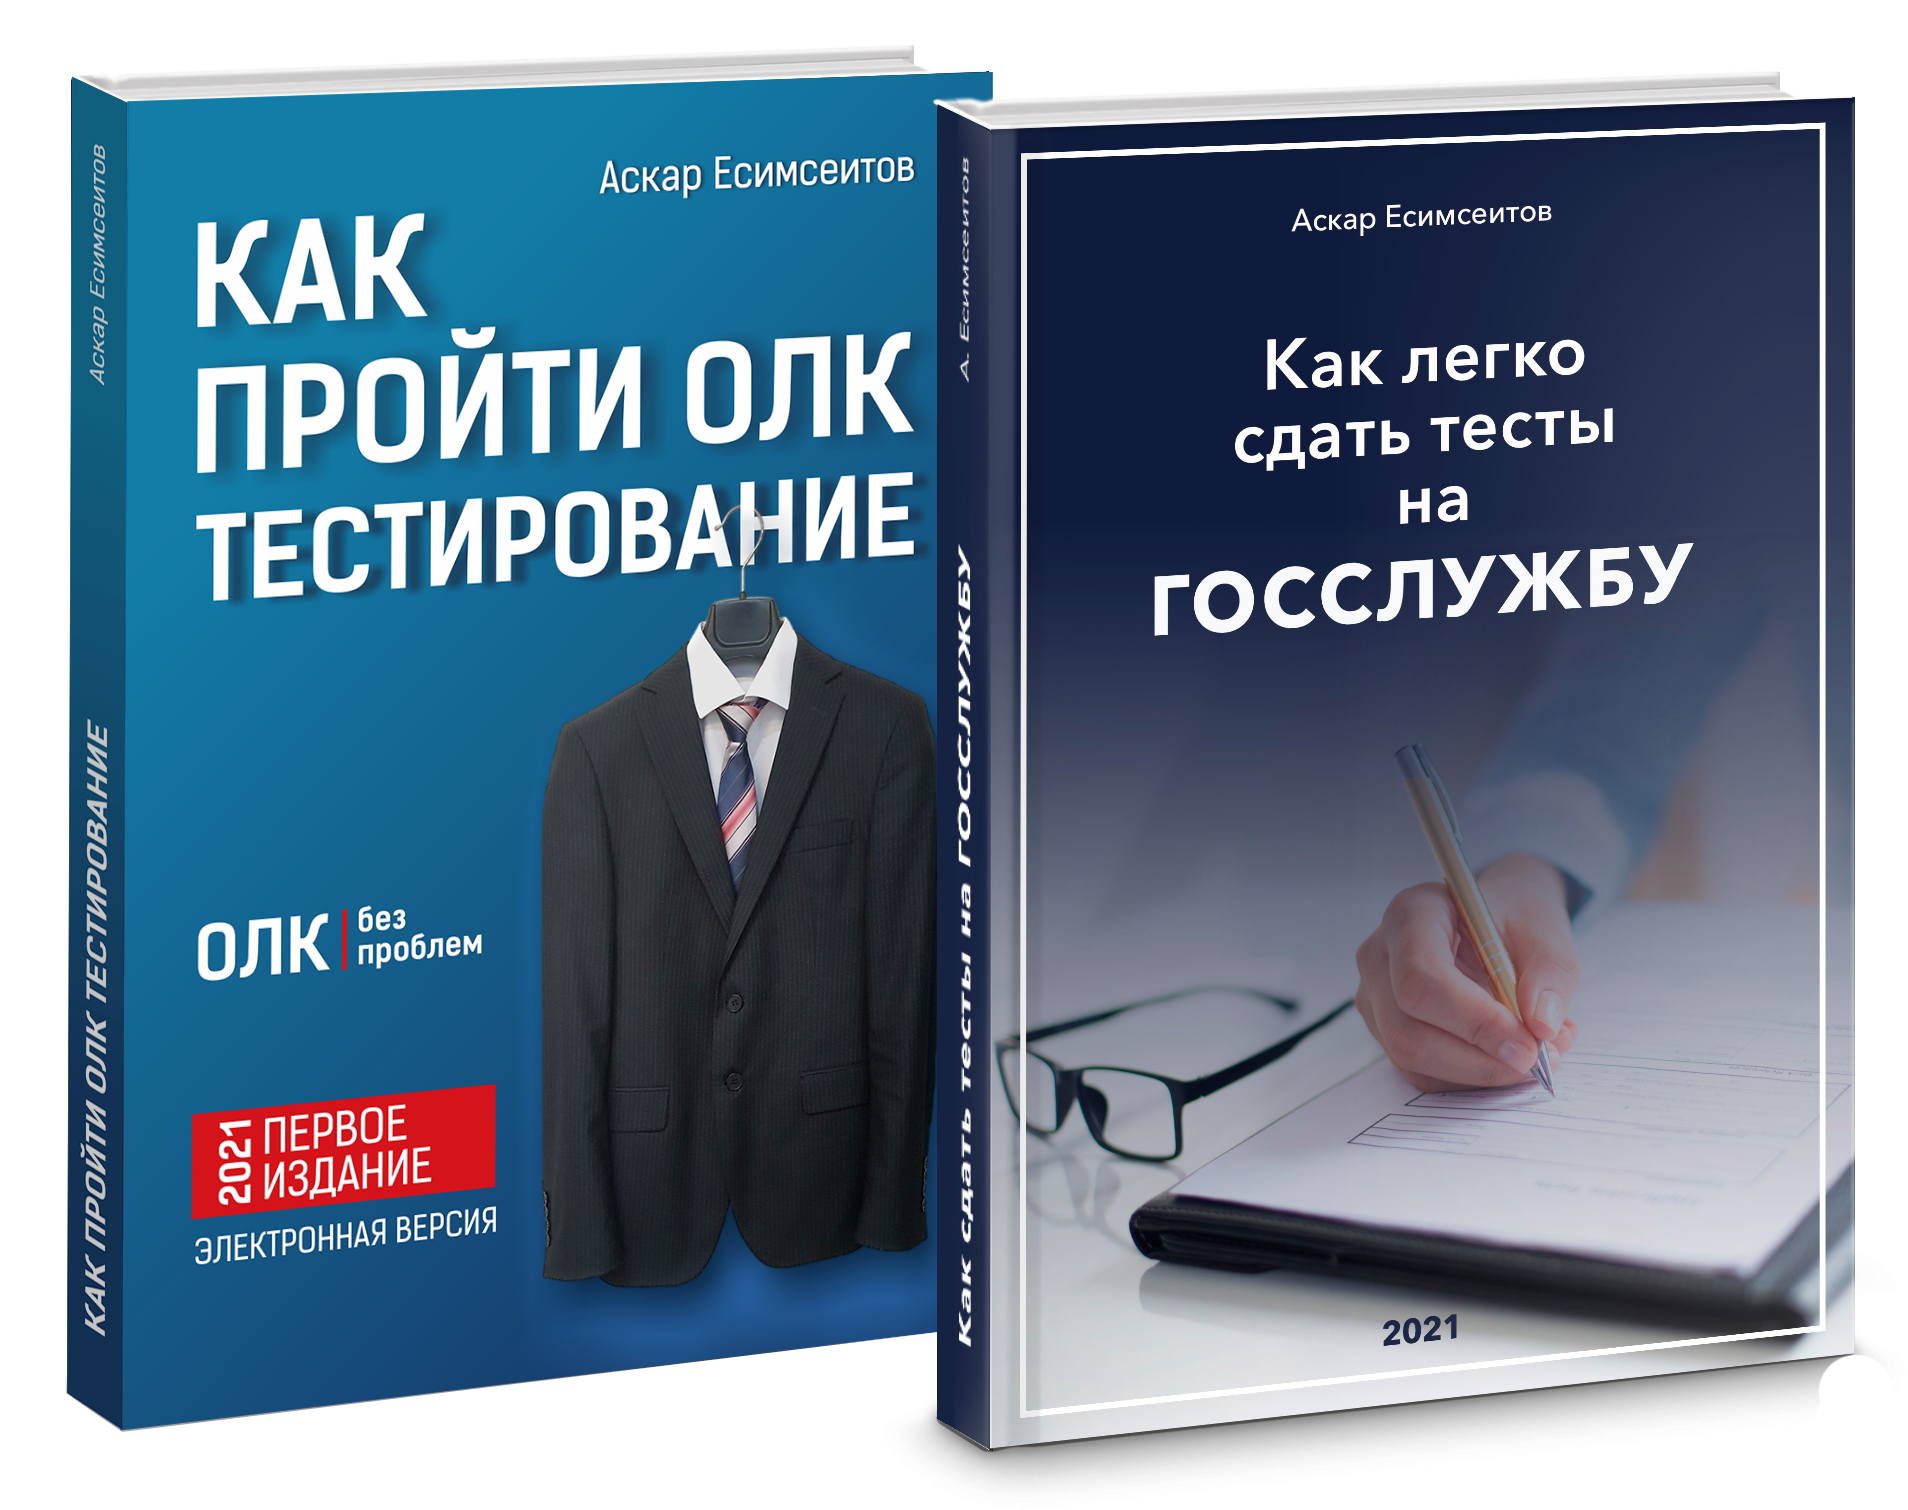 Аскар Есимсеитов
КАК ПРОЙТИ ОЛК ТЕСТИРОВАНИЕ
Аскар Есимсеитов
КАК
ПРОЙТИ ОЛК
ТЕСТИРОВАНИЕ
ОЛК
без
проблем
2021
ПЕРВОЕ
ИЗДАНИЕ
ЭЛЕКТРОННАЯ ВЕРСИЯ
А. Есимсеитов
Как сдать тесты на ГОССЛУЖБУ
Аскар Есимсеитов
Как легко
сдать тесты
на
ГОССЛУЖБУ
2021